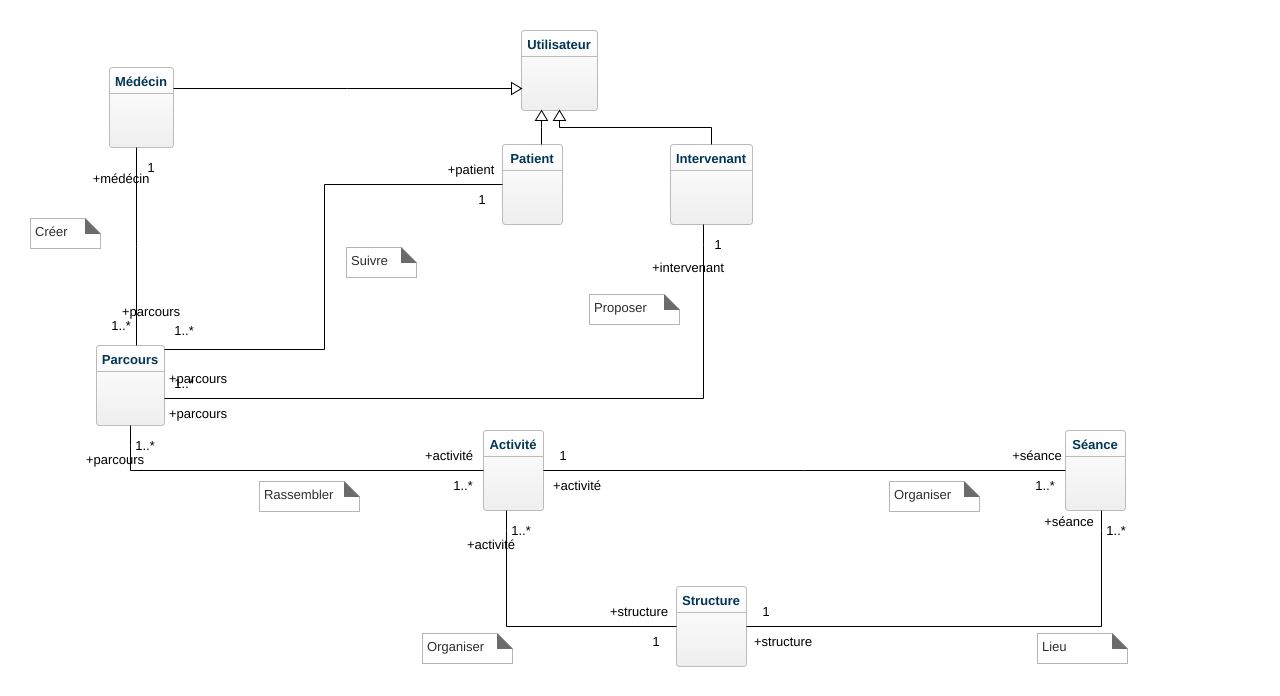 Utilisateur
Médécin
Patient
Intervenant
+patient
1
1
+médécin
1
+intervenant
Créer
Suivre
Proposer
+parcours
1..*
1..*
Parcours
+parcours
1..*
+parcours
1..*
+parcours
Activité
+activité
1..*
1
+activité
Séance
+séance
1..*
Rassembler
Organiser
1..*
+activité
+séance
1..*
Structure
+structure
1
1
+structure
Organiser
Lieu